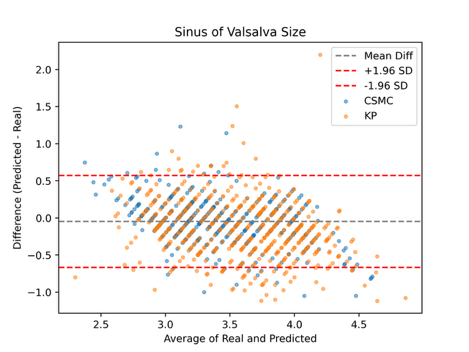 Sinus of Valsalva Size
Mean Diff
+1.96 SD
-1.96 SD
CSMC
KP
Difference (Predicted - Real)
2.0
1.5
1.0
0.5
0.0
−0.5
−1.0
2.5 3.0 3.5 4.0 4.5
Average of Real and Predicted